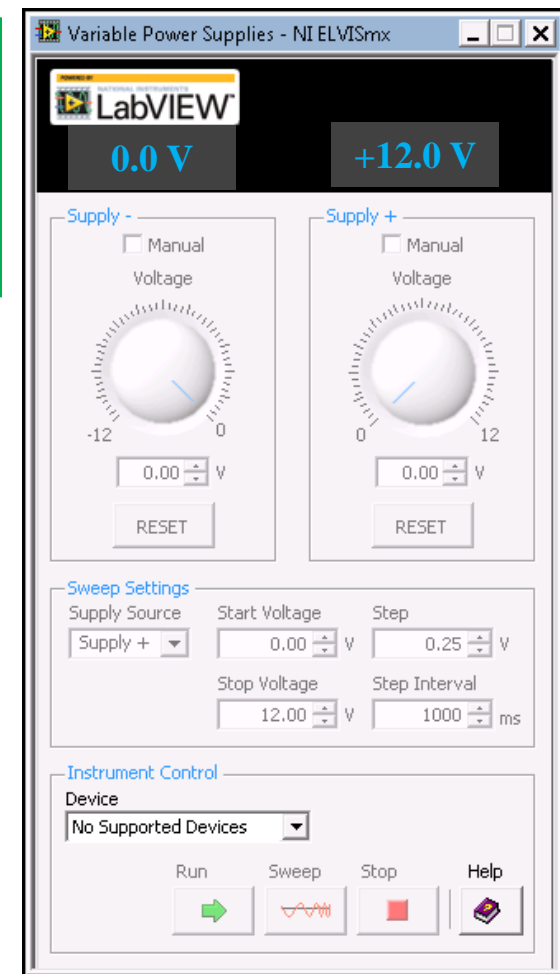 Variable Power Supplies - NI ELVISmx
POWERED BY
NATIONAL INSTRUMENTS
LabVIEW™
0.0 V +12.0 V
Supply - Supply +
Manual Manual
Voltage Voltage
-12 0 0 12
0.00 V 0.00 V
RESET RESET
Sweep Settings
Supply Source Start Voltage Step
Supply + 0.00 V 0.25 V
Stop Voltage Step Interval
12.00 V 1000 ms
Instrument Control
Device
No Supported Devices
Run Sweep Stop Help